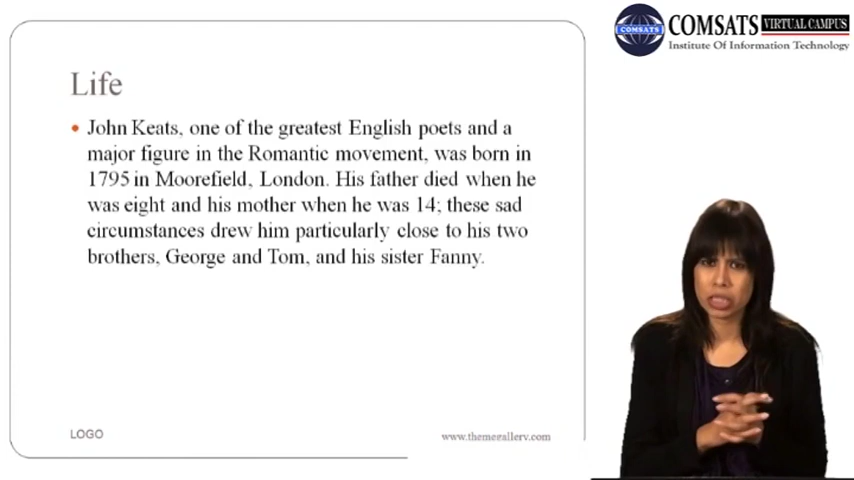 COMSATS VIRTUAL CAMPUS
COMSATS
Institute Of Information Technology
Life
• John Keats, one of the greatest English poets and a
major figure in the Romantic movement, was born in
1795 in Moorefield, London. His father died when he
was eight and his mother when he was 14; these sad
circumstances drew him particularly close to his two
brothers, George and Tom, and his sister Fanny.
LOGO
www.themegallery.com